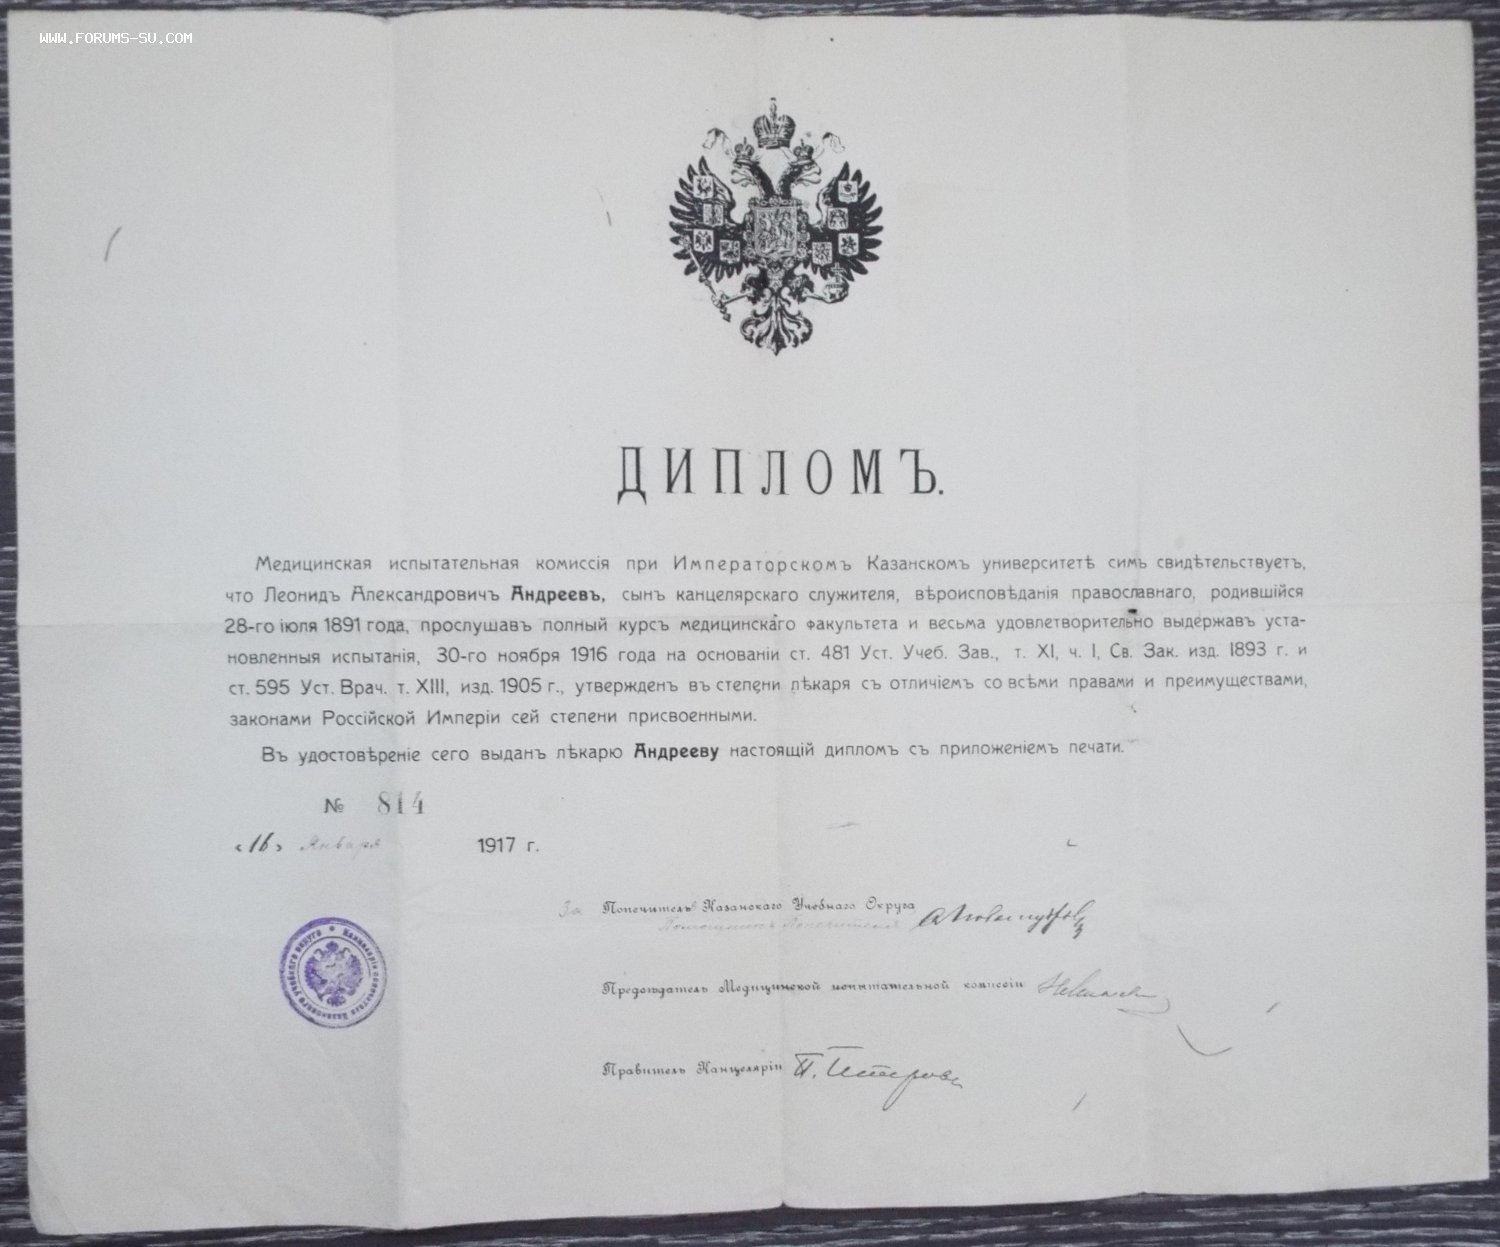 WWW.FORUMS-SU.COM
ДИПЛОМЪ.
Медицинская испытательная комиссія при Императорскомъ Казанскомъ университетѣ симъ свидѣтельствуетъ,
что Леонидъ Александровичъ Андреевъ, сынъ канцелярскаго служителя, вѣроисповѣданія православнаго, родившійся
28-го іюля 1891 года, прослушавъ полный курсъ медицинскаго факультета и весьма удовлетворительно выдержавъ уста-
новленныя испытанія, 30-го ноября 1916 года на основаніи ст. 481 Уст. Учеб. Зав., т. XI, ч. I, Св. Зак. изд. 1893 г. и
ст. 595 Уст. Врач. т. XIII, изд. 1905 г., утвержденъ въ степени лѣкаря съ отличіемъ со всѣми правами и преимуществами,
законами Россійской Имперіи сей степени присвоенными.
Въ удостовѣреніе сего выданъ лѣкарю Андрееву настоящій дипломъ съ приложеніемъ печати.
№ 814
«16» Января 1917 г.
За Попечитель Казанскаго Учебнаго Округа
Помощникъ Попечителя
Предсѣдатель Медицинской испытательной комиссіи
Правитель Канцеляріи П. Петровъ
Канцелярія попечителя Казанскаго учебнаго округа